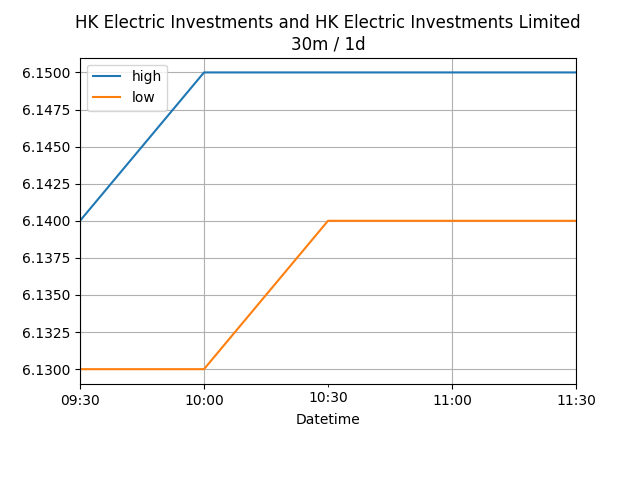 HK Electric Investments and HK Electric Investments Limited
30m / 1d
high
low
6.1500
6.1475
6.1450
6.1425
6.1400
6.1375
6.1350
6.1325
6.1300
09:30 10:00 10:30 11:00 11:30
Datetime